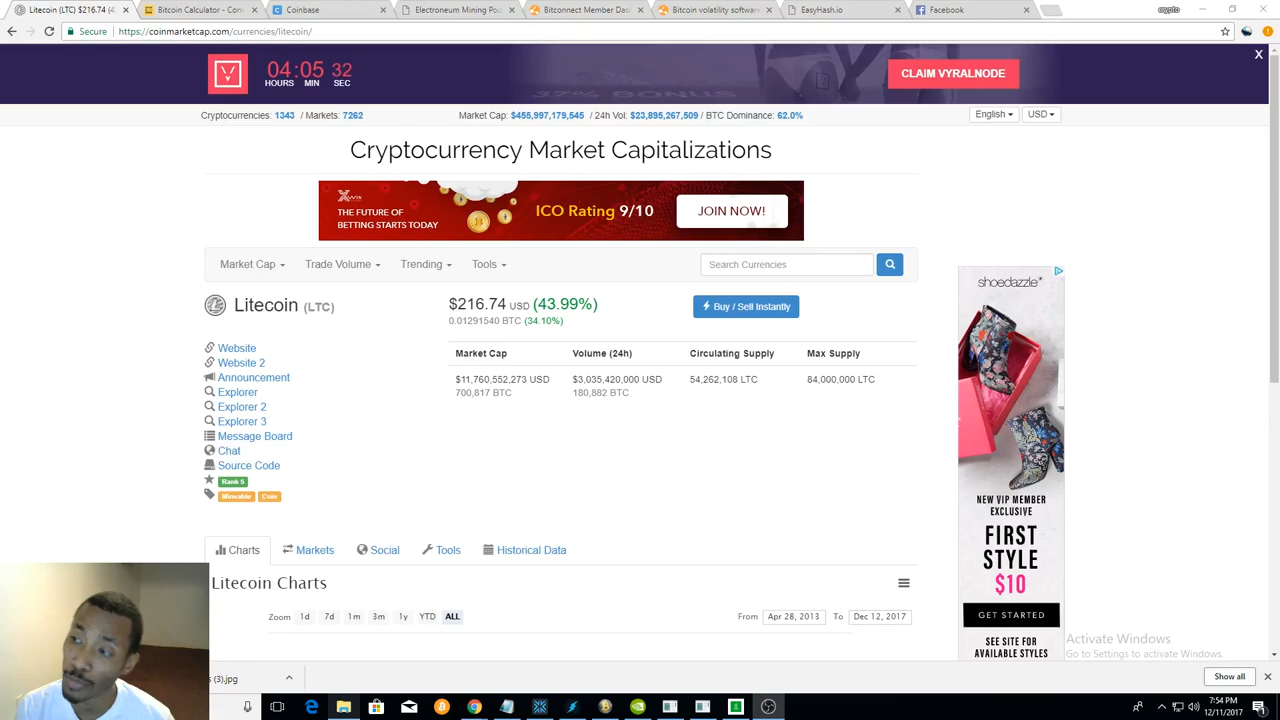 Litecoin (LTC) $216.74 (4
Bitcoin Calculator - Con
Coinbase
Electroneum Mining Poo
Bitconnect Member Das
Bitcoin volatility software
EasyHash.io
Facebook
crypto
Secure
https://coinmarketcap.com/currencies/litecoin/
04:05 32
HOURS MIN SEC
37% BONUS
CLAIM VYRALNODE
X
Cryptocurrencies: 1343 / Markets: 7262
Market Cap: $455,997,179,545 / 24h Vol: $23,895,267,509 / BTC Dominance: 62.0%
English
USD
Cryptocurrency Market Capitalizations
THE FUTURE OF
BETTING STARTS TODAY
ICO Rating 9/10
JOIN NOW!
Market Cap
Trade Volume
Trending
Tools
Search Currencies
Litecoin (LTC)
$216.74 USD (43.99%)
0.01291540 BTC (34.10%)
Buy / Sell Instantly
Market Cap Volume (24h) Circulating Supply Max Supply
$11,760,552,273 USD $3,035,420,000 USD 54,262,108 LTC 84,000,000 LTC
700,817 BTC 180,882 BTC
Website
Website 2
Announcement
Explorer
Explorer 2
Explorer 3
Message Board
Chat
Source Code
Rank 5
Mineable Coin
Charts
Markets
Social
Tools
Historical Data
Litecoin Charts
Zoom 1d 7d 1m 3m 1y YTD ALL
From Apr 28, 2013 To Dec 12, 2017
shoedazzle
NEW VIP MEMBER
EXCLUSIVE
FIRST
STYLE
$10
GET STARTED
SEE SITE FOR
AVAILABLE STYLES
Activate Windows
Go to Settings to activate Windows.
s (3).jpg
Show all
7:54 PM
12/11/2017